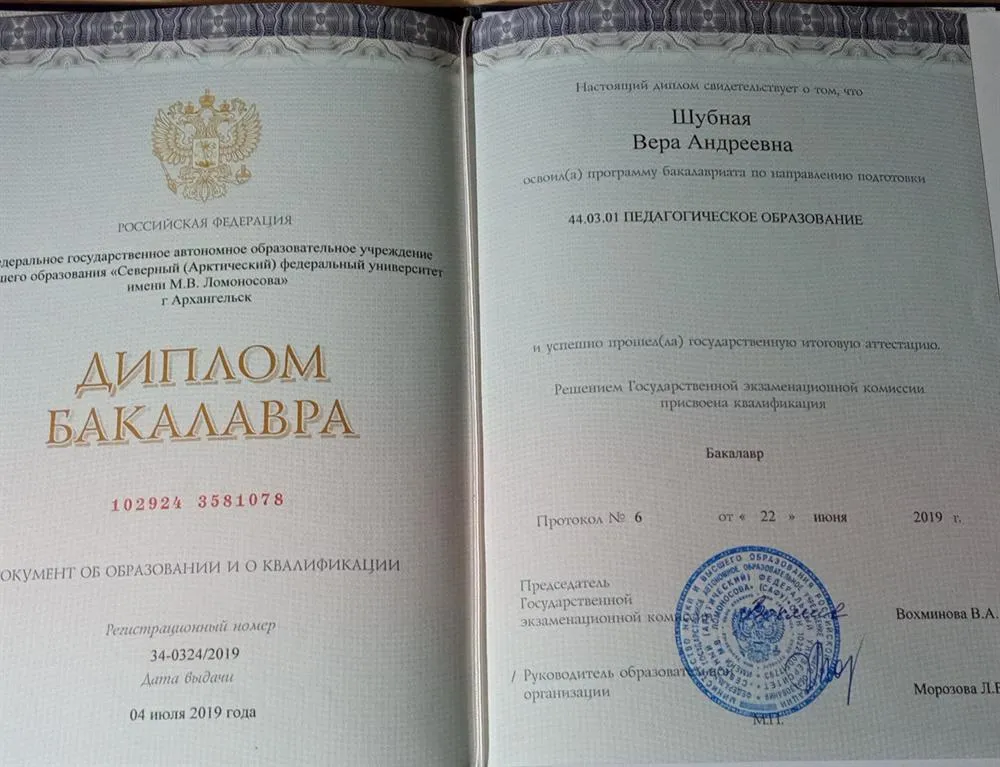 РОССИЙСКАЯ ФЕДЕРАЦИЯ
государственное автономное образовательное учреждение
образования «Северный (Арктический) федеральный университет
имени М.В. Ломоносова»
г Архангельск
ДИПЛОМ
БАКАЛАВРА
102924 3581078
ОКУМЕНТ ОБ ОБРАЗОВАНИИ И О КВАЛИФИКАЦИИ
Регистрационный номер
34-0324/2019
Дата выдачи
04 июля 2019 года
Настоящий диплом свидетельствует о том, что
Шубная
Вера Андреевна
освоил(а) программу бакалавриата по направлению подготовки
44.03.01 ПЕДАГОГИЧЕСКОЕ ОБРАЗОВАНИЕ
и успешно прошел(ла) государственную итоговую аттестацию.
Решением Государственной экзаменационной комиссии
присвоена квалификация
Бакалавр
Протокол № 6 от « 22 » июня 2019 г.
Председатель
Государственной
экзаменационной Вохминова В.А.
/ Руководитель образовательной
организации Морозова Л.
М.П.